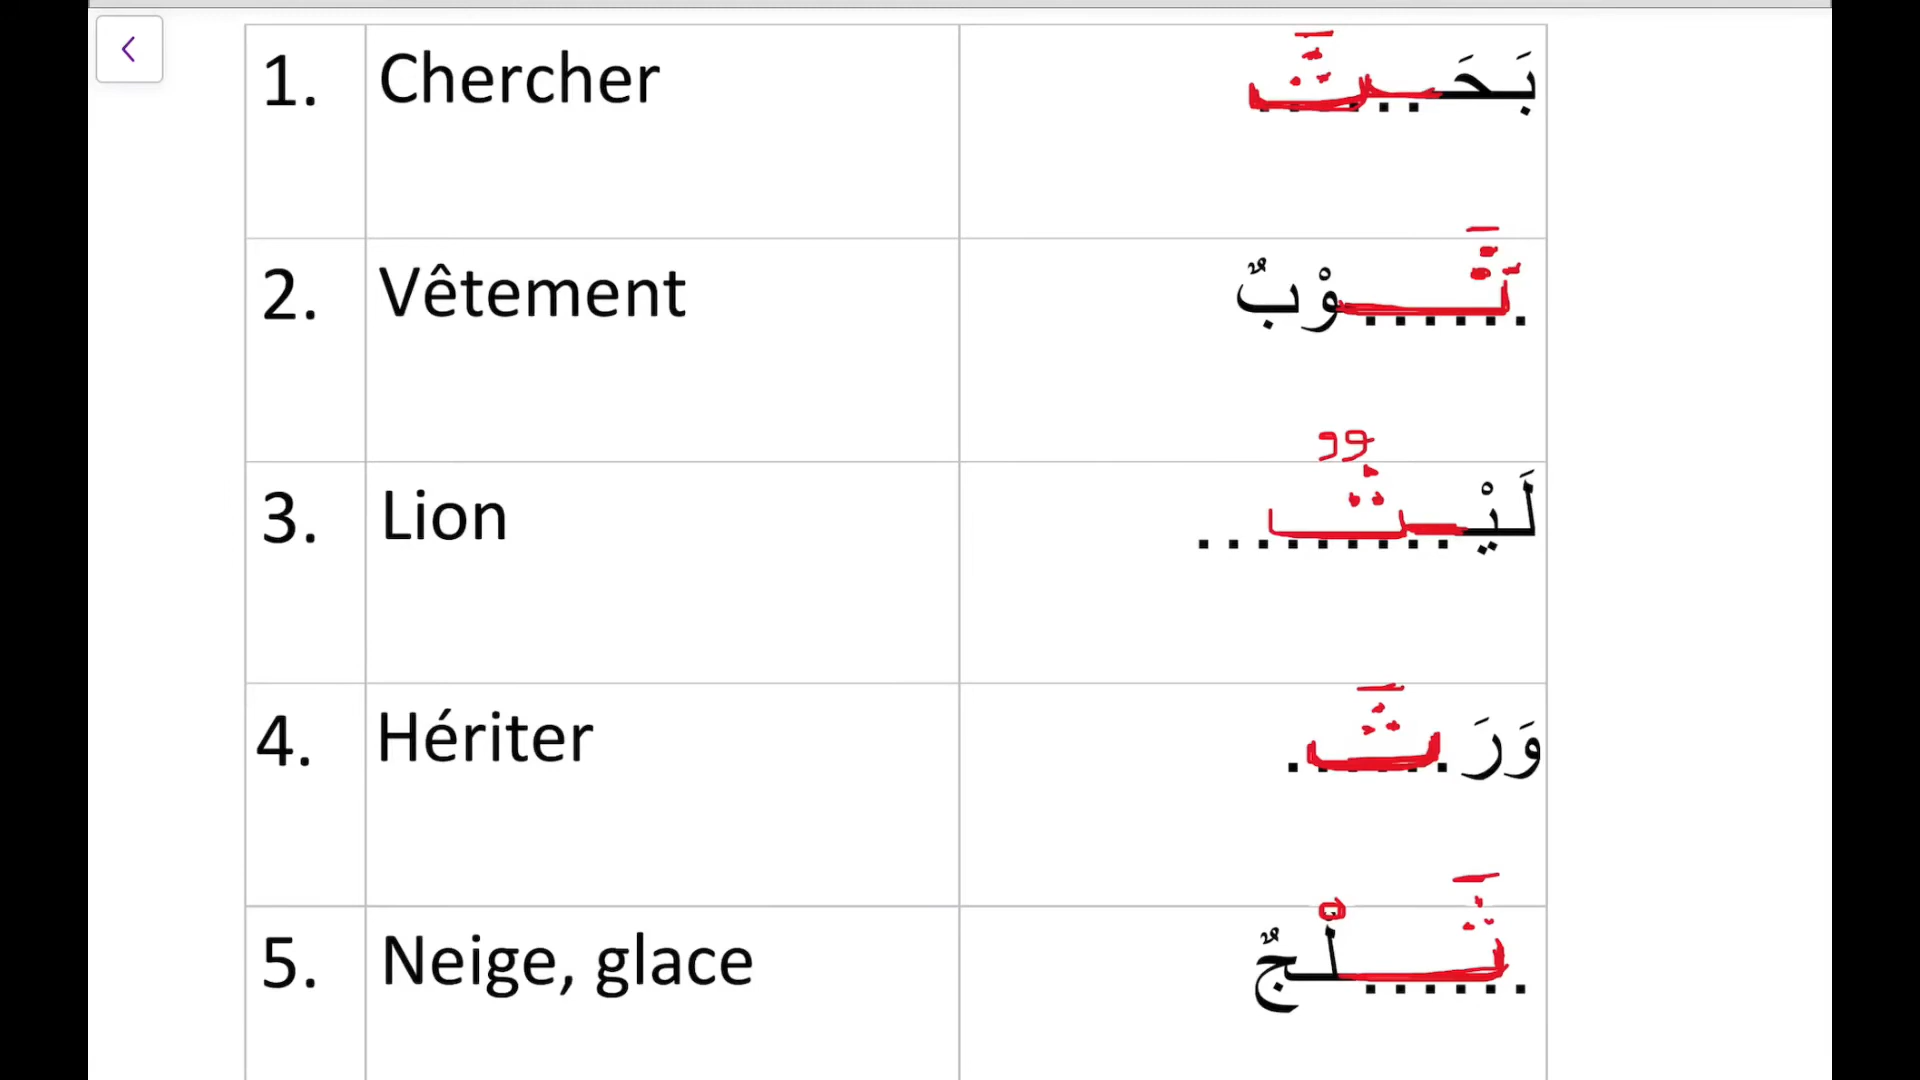 1. Chercher بَحَثَ
2. Vêtement ثَوْبٌ
3. Lion لَيْثٌ
4. Hériter وَرَثَ
5. Neige, glace ثَلْجٌ